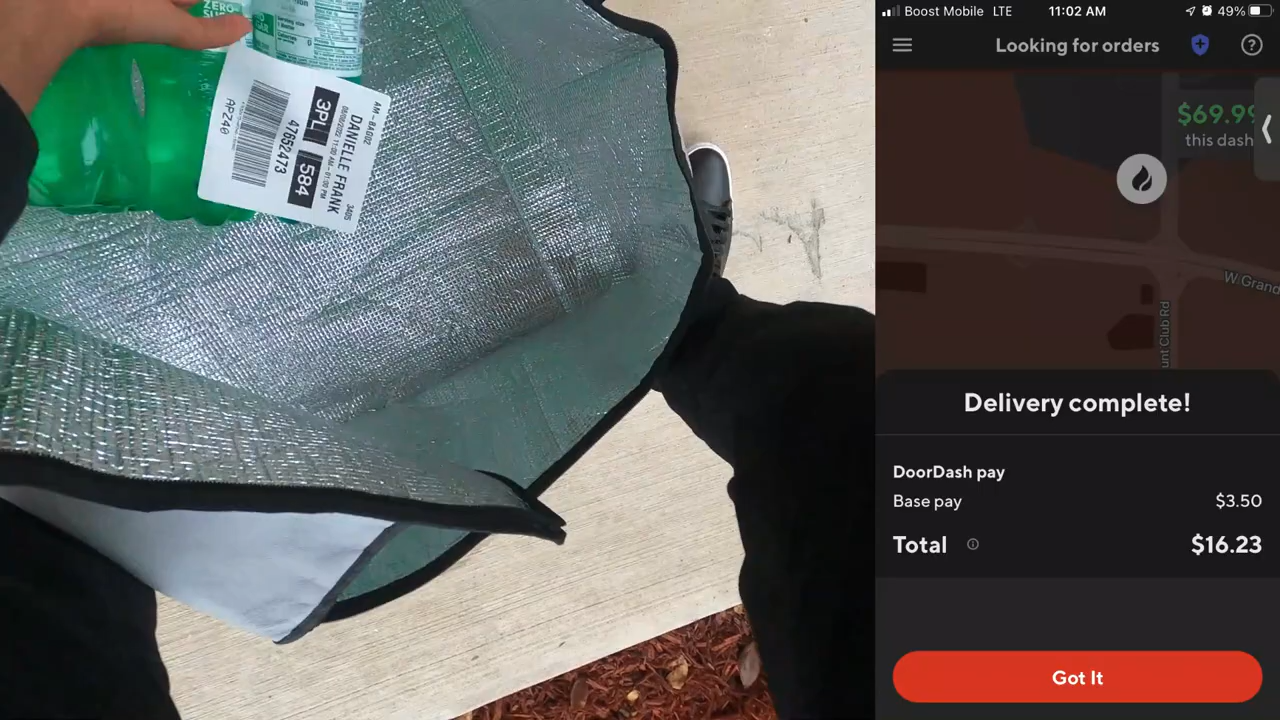 ZERO
AM-BAG02
DANIELLE FRANK
3PL
584
47652473
APZ40
Boost Mobile LTE
11:02 AM
49%
Looking for orders
$69.99
this dash
W Grand
unt Club Rd
Delivery complete!
DoorDash pay
Base pay
$3.50
Total
$16.23
Got It